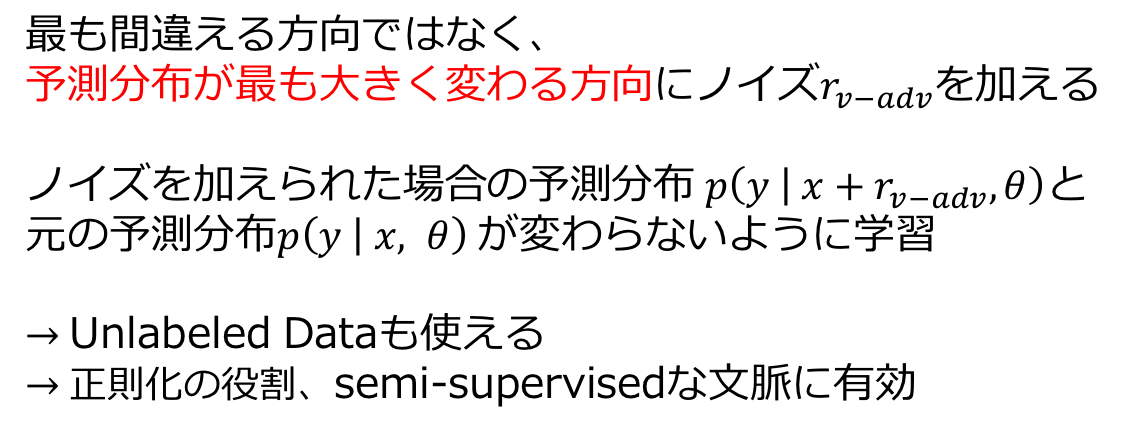 最も間違える方向ではなく、
予測分布が最も大きく変わる方向にノイズr_{v−adv}を加える
ノイズを加えられた場合の予測分布 p(y | x + r_{v−adv}, θ)と
元の予測分布p(y | x, θ) が変わらないように学習
→ Unlabeled Dataも使える
→ 正則化の役割、semi-supervisedな文脈に有効